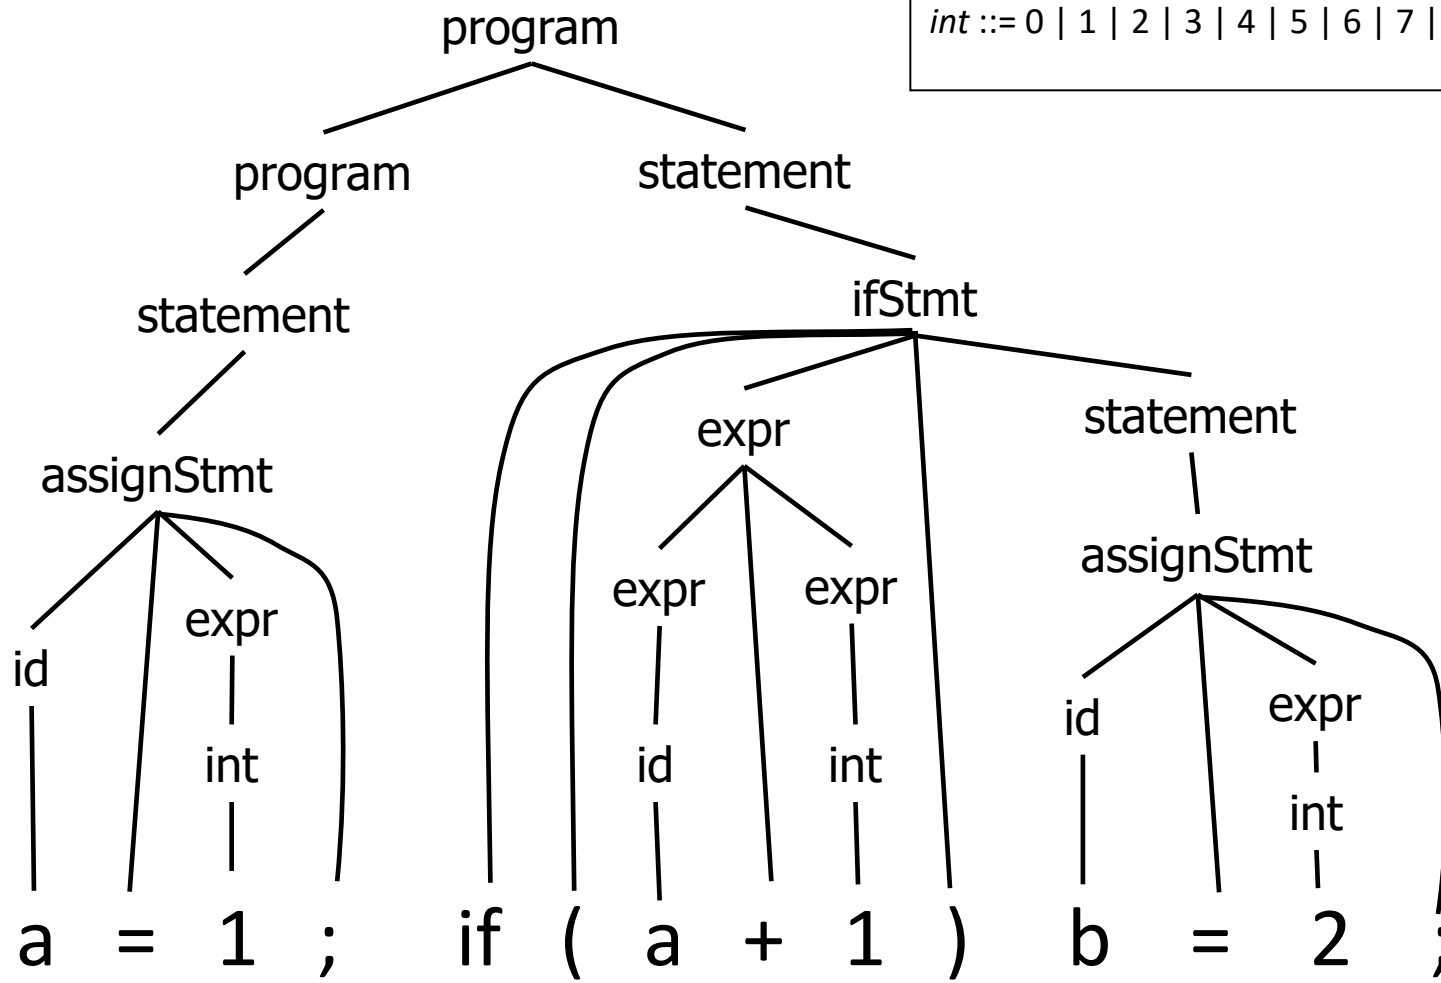 program
int ::= 0 | 1 | 2 | 3 | 4 | 5 | 6 | 7 |
program statement
statement ifStmt
expr statement
assignStmt
assignStmt
expr expr expr
id
id expr
int id int
int
a = 1 ; if ( a + 1 ) b = 2 ;